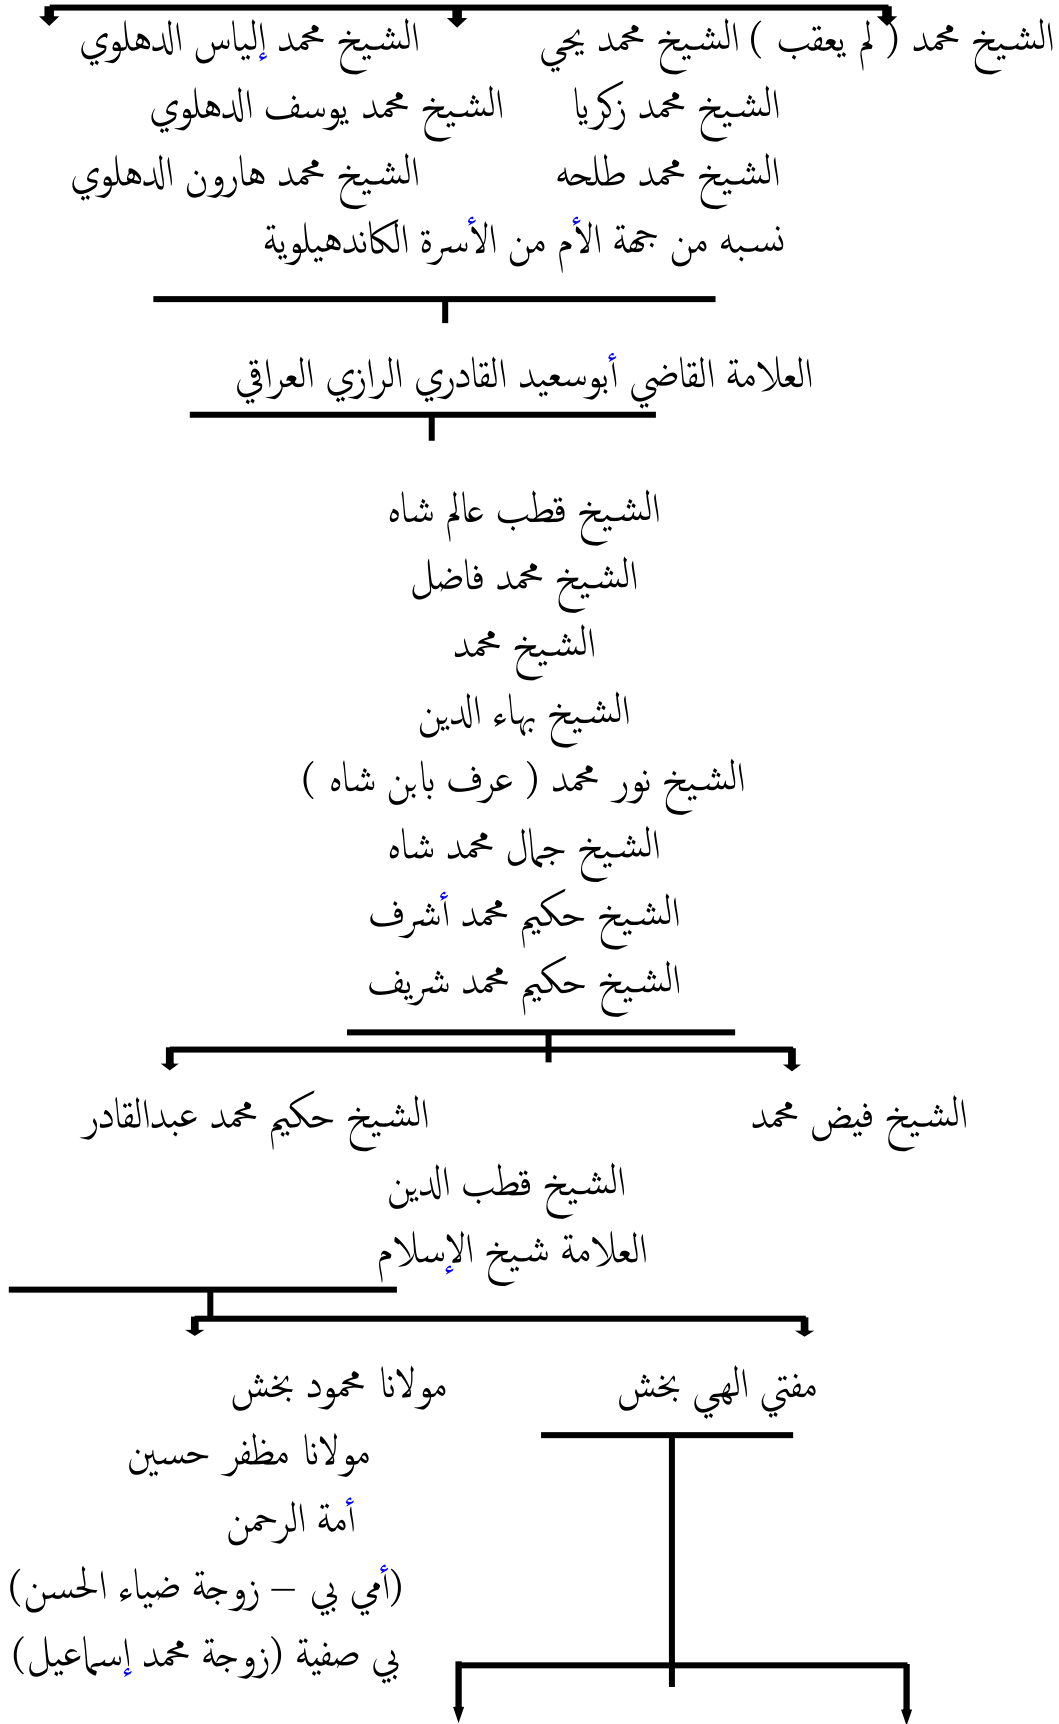 الشيخ محمد ( لم يعقب ) الشيخ محمد يحيي الشيخ محمد إلياس الدهلوي
الشيخ محمد زكريا الشيخ محمد يوسف الدهلوي
الشيخ محمد طلحه الشيخ محمد هارون الدهلوي
نسبه من جهة الأم من الأسرة الكاندهيلوية
العلامة القاضي أبوسعيد القادري الرازي العراقي
الشيخ قطب عالم شاه
الشيخ محمد فاضل
الشيخ محمد
الشيخ بهاء الدين
الشيخ نور محمد ( عرف بابن شاه )
الشيخ جمال محمد شاه
الشيخ حكيم محمد أشرف
الشيخ حكيم محمد شريف
الشيخ فيض محمد الشيخ حكيم محمد عبدالقادر
الشيخ قطب الدين
العلامة شيخ الإسلام
مفتي الهي بخش مولانا محمود بخش
مولانا مظفر حسين
أمة الرحمن
(أمي بي – زوجة ضياء الحسن)
بي صفية (زوجة محمد إسماعيل)